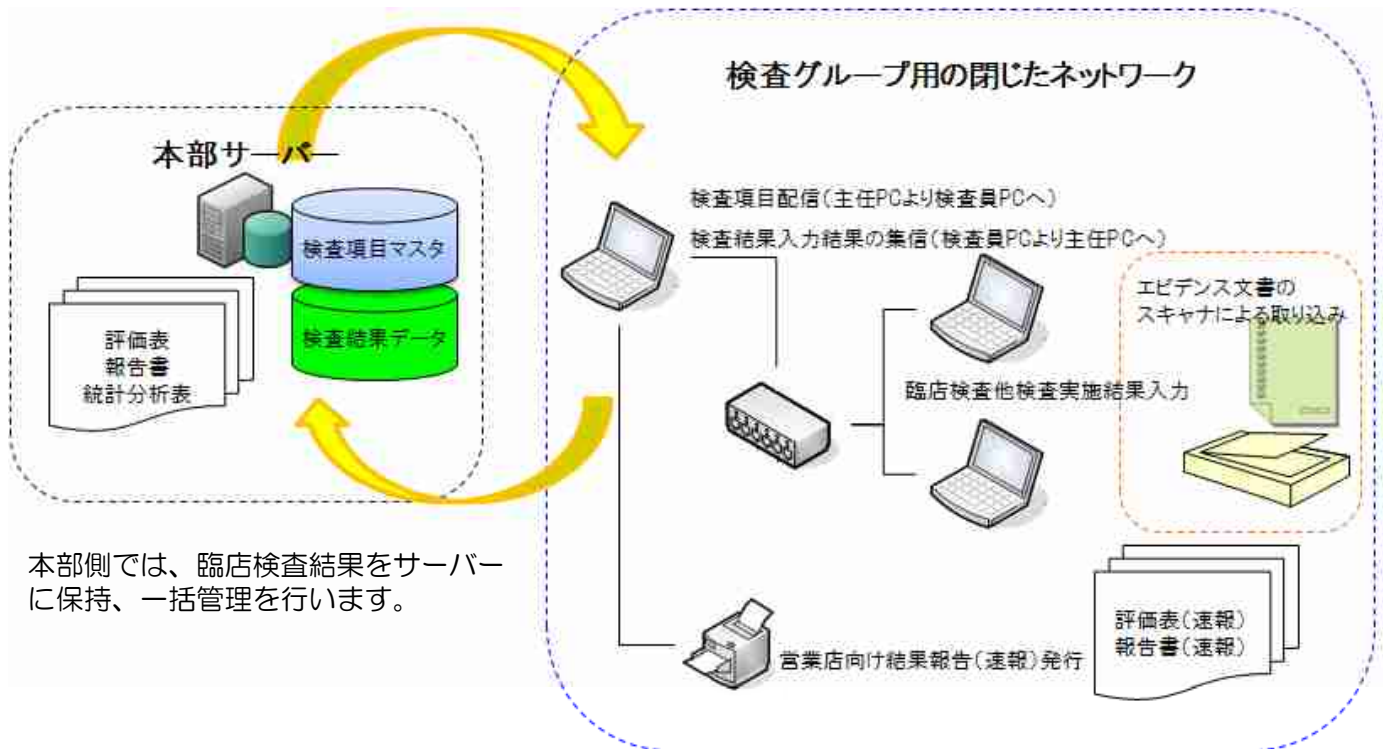 検査グループ用の閉じたネットワーク
本部サーバー
検査項目マスタ
検査結果データ
評価表
報告書
統計分析表
検査項目配信(主任PCより検査員PCへ)
検査結果入力結果の集信(検査員PCより主任PCへ)
エビデンス文書の
スキャナによる取り込み
臨店検査他検査実施結果入力
本部側では、臨店検査結果をサーバー
に保持、一括管理を行います。
営業店向け結果報告(速報)発行
評価表(速報)
報告書(速報)